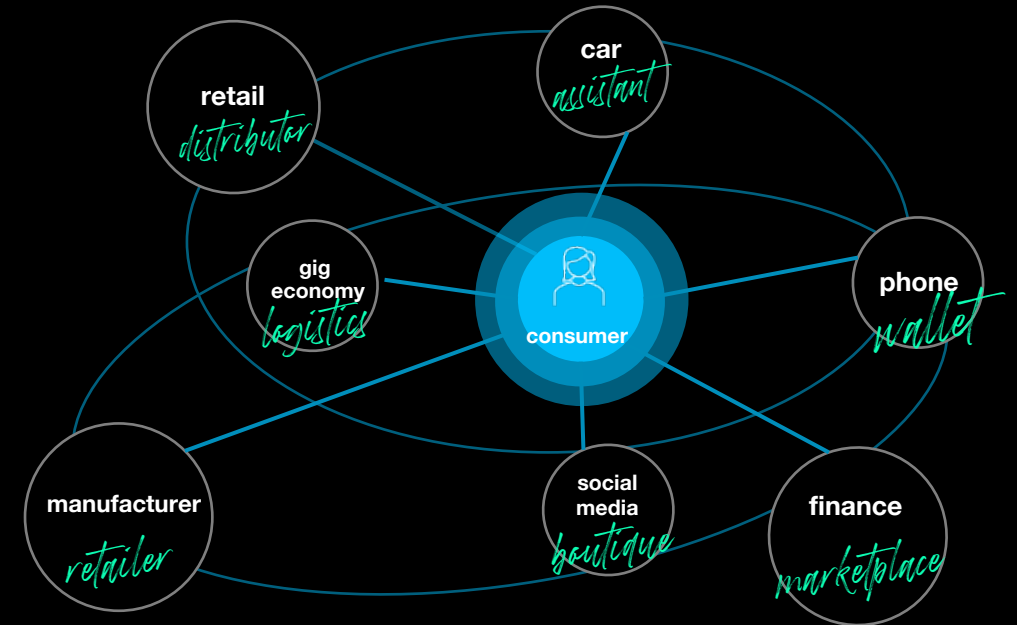 car
assistant
retail
distributor
gig
economy
logistics
phone
wallet
consumer
manufacturer
retailer
social
media
boutique
finance
marketplace